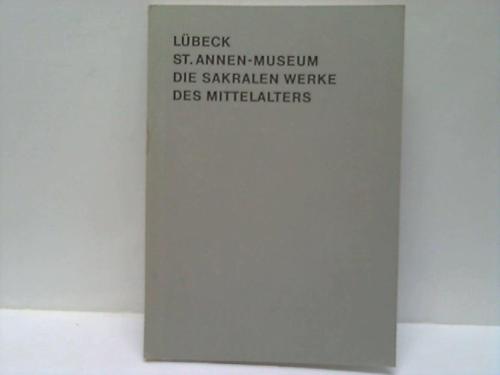 LÜBECK
ST. ANNEN-MUSEUM
DIE SAKRALEN WERKE
DES MITTELALTERS